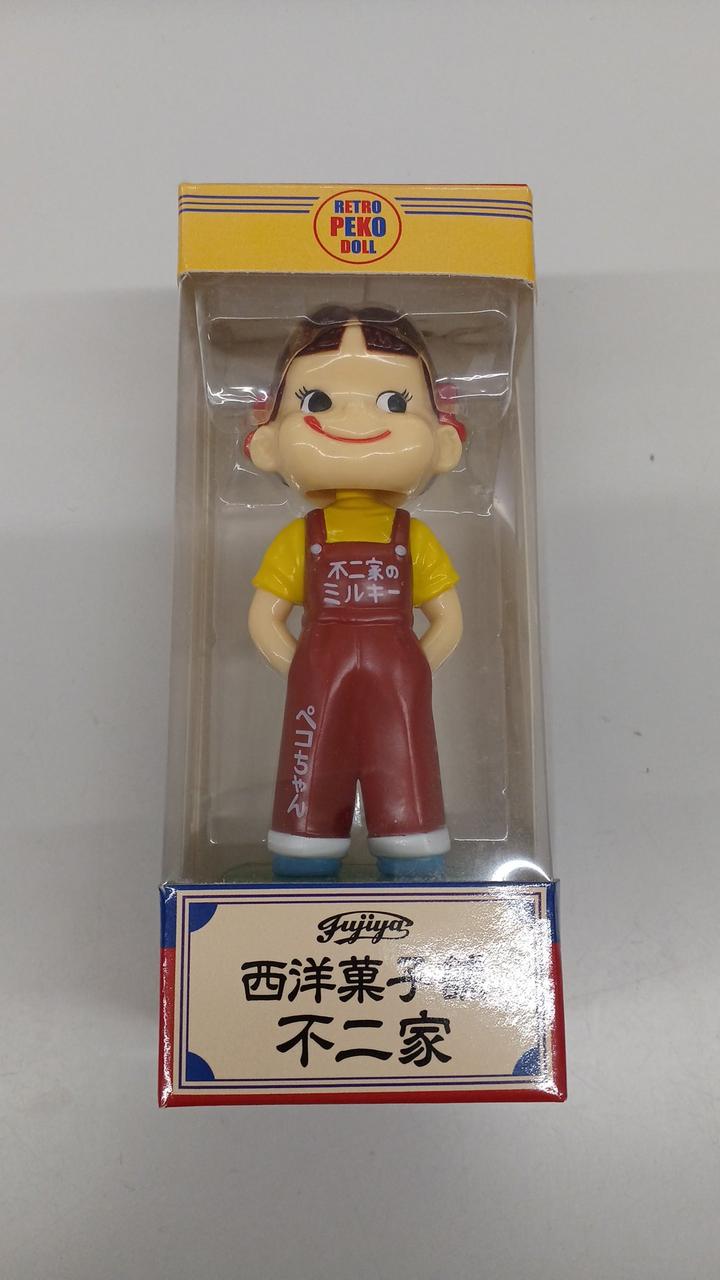 RETRO
PEKO
DOLL
不二家の
ミルキー
ペコちゃん
fujiya
西洋菓子舗
不二家